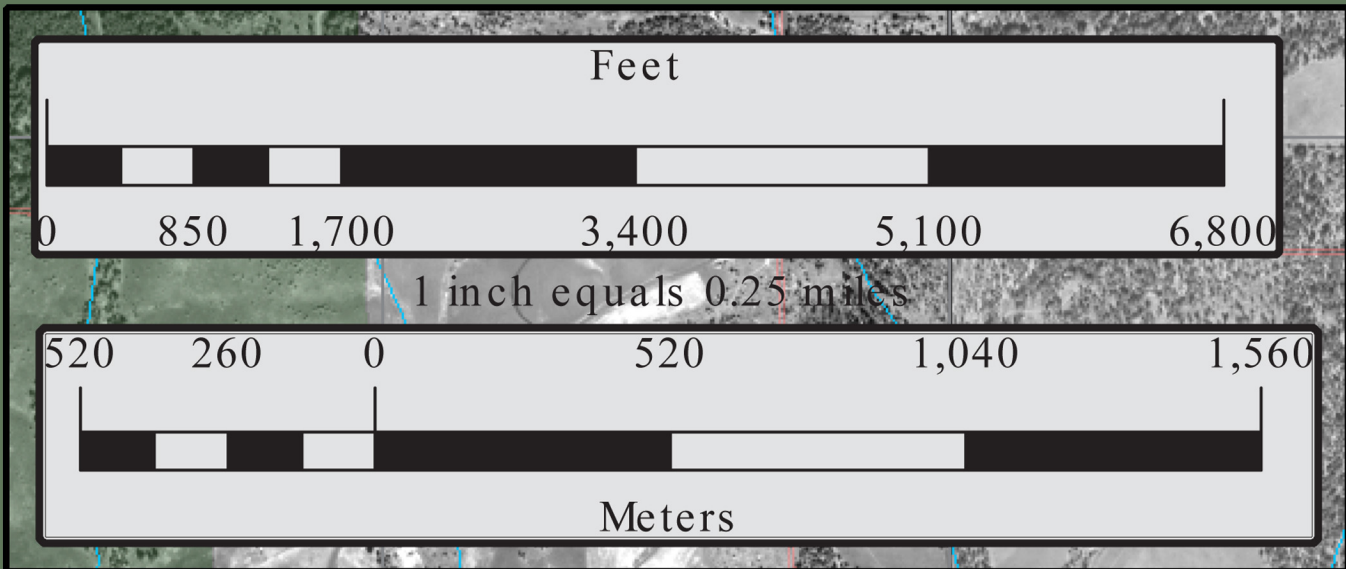 Feet
0 850 1,700 3,400 5,100 6,800
1 inch equals 0.25 miles
520 260 0 520 1,040 1,560
Meters